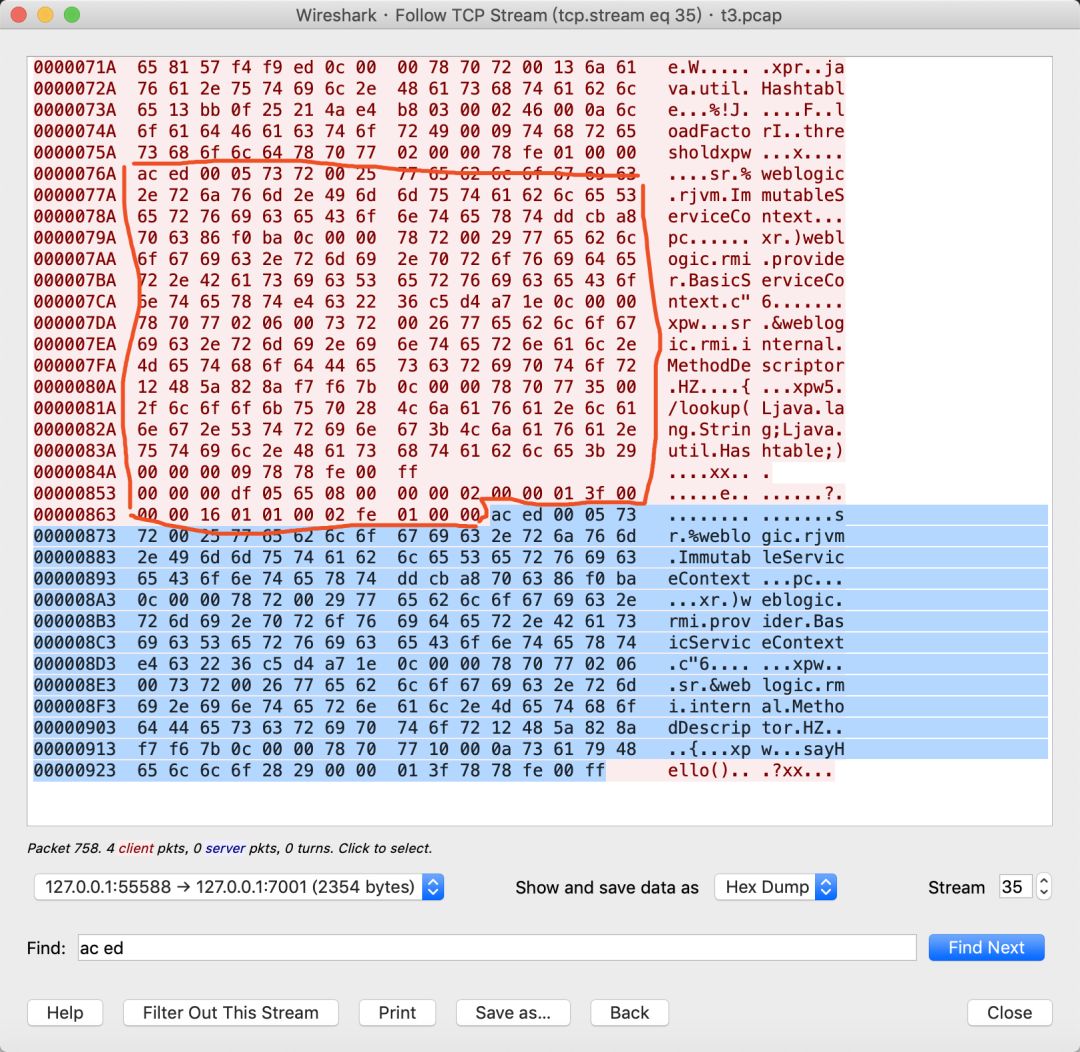 Wireshark · Follow TCP Stream (tcp.stream eq 35) · t3.pcap
0000071A 65 81 57 f4 f9 ed 0c 00 00 78 70 72 00 13 6a 61 e.W..... .xpr..ja
0000072A 76 61 2e 75 74 69 6c 2e 48 61 73 68 74 61 62 6c va.util. Hashtabl
0000073A 65 13 bb 0f 25 21 4a e4 b8 03 00 02 46 00 0a 6c e...%!J. ....F..l
0000074A 6f 61 64 46 61 63 74 6f 72 49 00 09 74 68 72 65 oadFacto rI..thre
0000075A 73 68 6f 6c 64 78 70 77 02 00 00 78 fe 01 00 00 sholdxpw ...x....
0000076A ac ed 00 05 73 72 00 25 77 65 62 6c 6f 67 69 63 ....sr.% weblogic
0000077A 2e 72 6a 76 6d 2e 49 6d 6d 75 74 61 62 6c 65 53 .rjvm.Im mutableS
0000078A 65 72 76 69 63 65 43 6f 6e 74 65 78 74 dd cb a8 erviceCo ntext...
0000079A 70 63 86 f0 ba 0c 00 00 78 72 00 29 77 65 62 6c pc...... xr.)webl
000007AA 6f 67 69 63 2e 72 6d 69 2e 70 72 6f 76 69 64 65 ogic.rmi .provide
000007BA 72 2e 42 61 73 69 63 53 65 72 76 69 63 65 43 6f r.BasicS erviceCo
000007CA 6e 74 65 78 74 e4 63 22 36 c5 d4 a7 1e 0c 00 00 ntext.c" 6.......
000007DA 78 70 77 02 06 00 73 72 00 26 77 65 62 6c 6f 67 xpw...sr .&weblog
000007EA 69 63 2e 72 6d 69 2e 69 6e 74 65 72 6e 61 6c 2e ic.rmi.i nternal.
000007FA 4d 65 74 68 6f 64 44 65 73 63 72 69 70 74 6f 72 MethodDe scriptor
0000080A 12 48 5a 82 8a f7 f6 7b 0c 00 00 78 70 77 35 00 .HZ....{ ...xpw5.
0000081A 2f 6c 6f 6f 6b 75 70 28 4c 6a 61 76 61 2e 6c 61 /lookup( Ljava.la
0000082A 6e 67 2e 53 74 72 69 6e 67 3b 4c 6a 61 76 61 2e ng.Strin g;Ljava.
0000083A 75 74 69 6c 2e 48 61 73 68 74 61 62 6c 65 3b 29 util.Has htable;)
0000084A 00 00 00 09 78 78 fe 00 ff ....xx.. .
00000853 00 00 00 df 05 65 08 00 00 00 02 00 00 01 3f 00 .....e.. ......?.
00000863 00 00 16 01 01 00 02 fe 01 00 00 ac ed 00 05 73 ........ .......s
00000873 72 00 25 77 65 62 6c 6f 67 69 63 2e 72 6a 76 6d r.%weblo gic.rjvm
00000883 2e 49 6d 6d 75 74 61 62 6c 65 53 65 72 76 69 63 .Immutab leServic
00000893 65 43 6f 6e 74 65 78 74 dd cb a8 70 63 86 f0 ba eContext ...pc...
000008A3 0c 00 00 78 72 00 29 77 65 62 6c 6f 67 69 63 2e ...xr.)w eblogic.
000008B3 72 6d 69 2e 70 72 6f 76 69 64 65 72 2e 42 61 73 rmi.prov ider.Bas
000008C3 69 63 53 65 72 76 69 63 65 43 6f 6e 74 65 78 74 icServic eContext
000008D3 e4 63 22 36 c5 d4 a7 1e 0c 00 00 78 70 77 02 06 .c"6.... ...xpw..
000008E3 00 73 72 00 26 77 65 62 6c 6f 67 69 63 2e 72 6d .sr.&web logic.rm
000008F3 69 2e 69 6e 74 65 72 6e 61 6c 2e 4d 65 74 68 6f i.intern al.Metho
00000903 64 44 65 73 63 72 69 70 74 6f 72 12 48 5a 82 8a dDescrip tor.HZ..
00000913 f7 f6 7b 0c 00 00 78 70 77 10 00 0a 73 61 79 48 ..{...xp w...sayH
00000923 65 6c 6c 6f 28 29 00 00 01 3f 78 78 fe 00 ff ello().. .?xx...
Packet 758. 4 client pkts, 0 server pkts, 0 turns. Click to select.
127.0.0.1:55588 → 127.0.0.1:7001 (2354 bytes) Show and save data as Hex Dump Stream 35
Find: ac ed Find Next
Help Filter Out This Stream Print Save as... Back Close